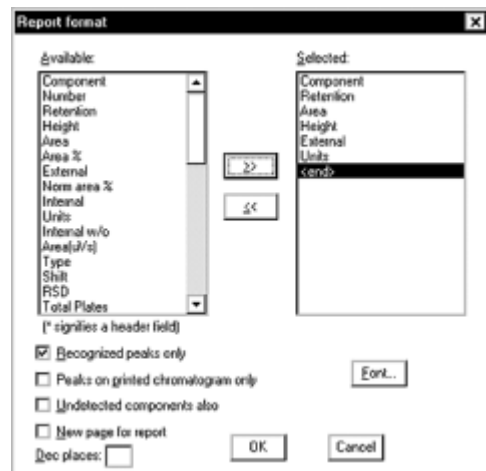 Report format
Available:
Component
Number
Retention
Height
Area
Area %
External
Norm area %
Internal
Units
Internal w/o
Area(uV/s)
Type
Shift
RSD
Total Plates
(* signifies a header field)
>>
<<
Selected:
Component
Retention
Area
Height
External
Units
<end>
Recognized peaks only
Peaks on printed chromatogram only
Undetected components also
New page for report
Dec places:
Font...
OK
Cancel